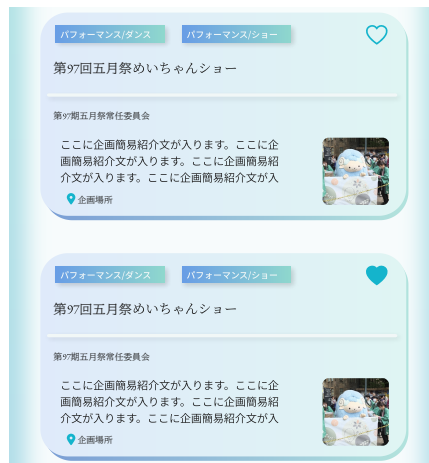 パフォーマンス/ダンス
パフォーマンス/ショー
第97回五月祭めいちゃんショー
第97期五月祭常任委員会
ここに企画簡易紹介文が入ります。ここに企
画簡易紹介文が入ります。ここに企画簡易紹
介文が入ります。ここに企画簡易紹介文が入
企画場所
パフォーマンス/ダンス
パフォーマンス/ショー
第97回五月祭めいちゃんショー
第97期五月祭常任委員会
ここに企画簡易紹介文が入ります。ここに企
画簡易紹介文が入ります。ここに企画簡易紹
介文が入ります。ここに企画簡易紹介文が入
企画場所